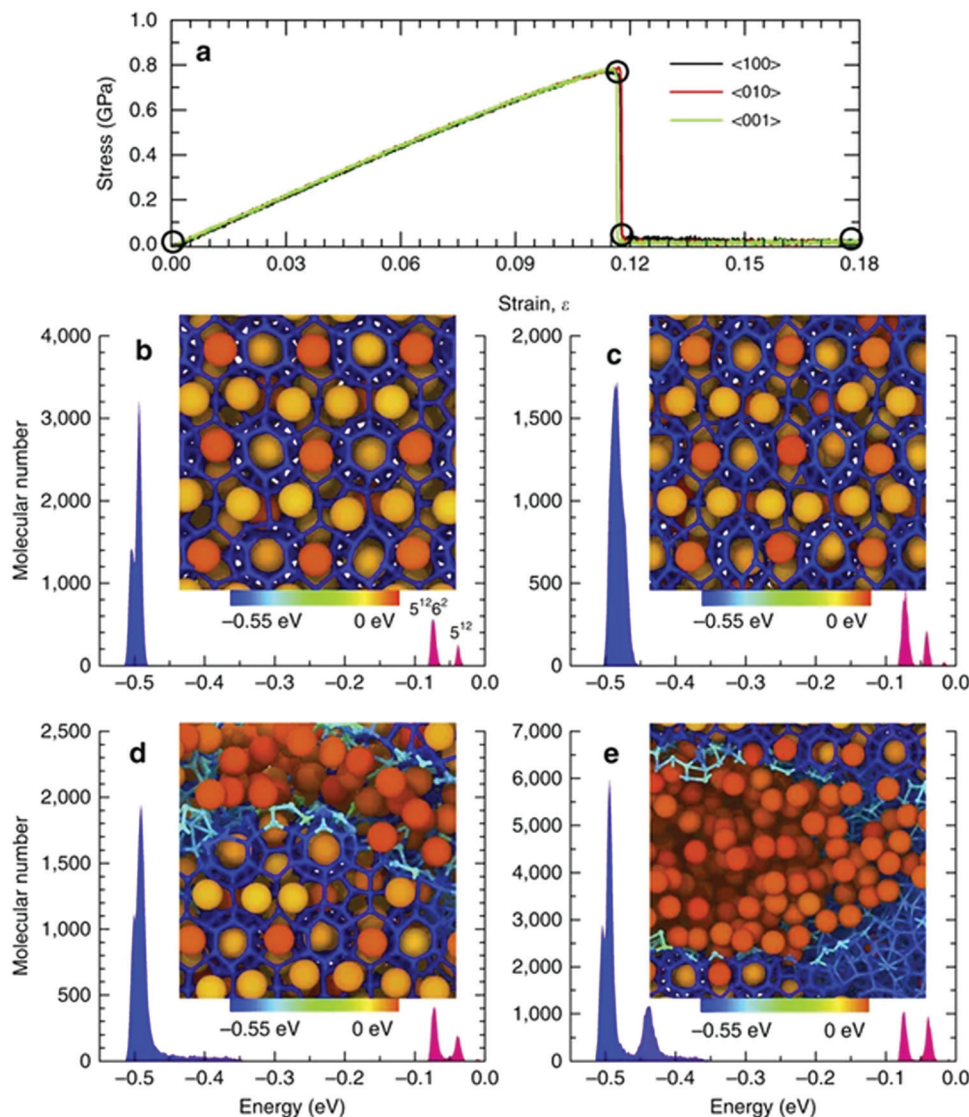 a
1.0
0.8
0.6
0.4
0.2
0.0
Stress (GPa)
<100>
<010>
<001>
0.00 0.03 0.06 0.09 0.12 0.15 0.18
Strain, ε
b
4,000
3,000
2,000
1,000
0
Molecular number
−0.55 eV 0 eV
5¹²6²
5¹²
−0.5 −0.4 −0.3 −0.2 −0.1 0.0
c
2,000
1,500
1,000
500
0
−0.55 eV 0 eV
−0.5 −0.4 −0.3 −0.2 −0.1 0.0
d
2,500
2,000
1,500
1,000
500
0
Molecular number
−0.55 eV 0 eV
−0.5 −0.4 −0.3 −0.2 −0.1 0.0
Energy (eV)
e
7,000
6,000
5,000
4,000
3,000
2,000
1,000
0
−0.55 eV 0 eV
−0.5 −0.4 −0.3 −0.2 −0.1 0.0
Energy (eV)